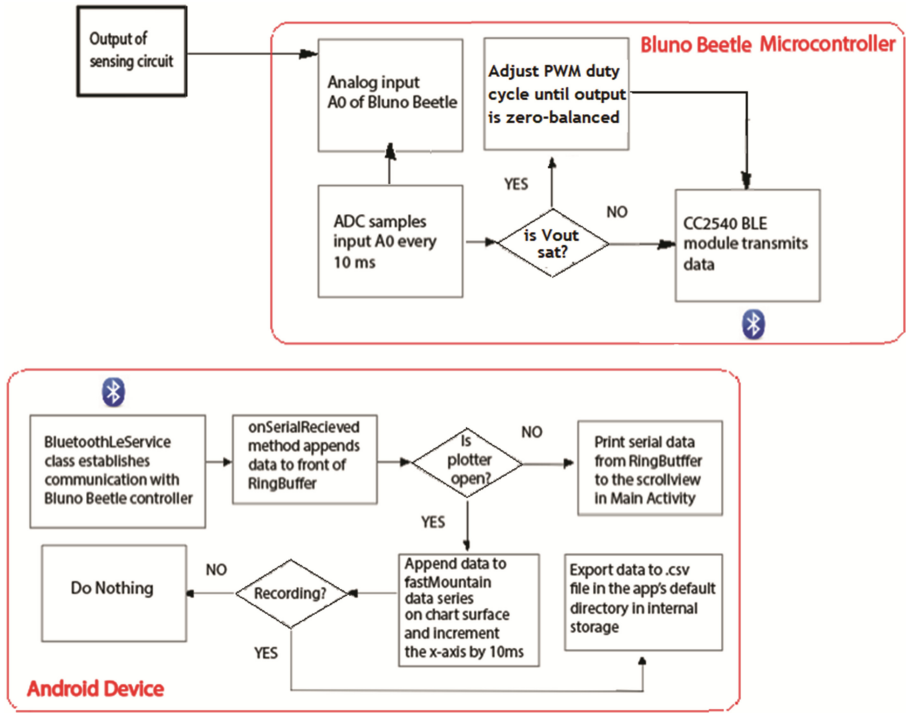 Output of
sensing circuit
Bluno Beetle Microcontroller
Analog input
A0 of Bluno Beetle
Adjust PWM duty
cycle until output
is zero-balanced
YES
NO
ADC samples
input A0 every
10 ms
is Vout
sat?
CC2540 BLE
module transmits
data
BluetoothLeService
class establishes
communication with
Bluno Beetle controller
onSerialRecieved
method appends
data to front of
RingBuffer
Is
plotter
open?
NO
Print serial data
from RingButffer
to the scrollview
in Main Activity
YES
Do Nothing
NO
Recording?
YES
Append data to
fastMountain
data series
on chart surface
and increment
the x-axis by 10ms
Export data to .csv
file in the app's default
directory in internal
storage
Android Device